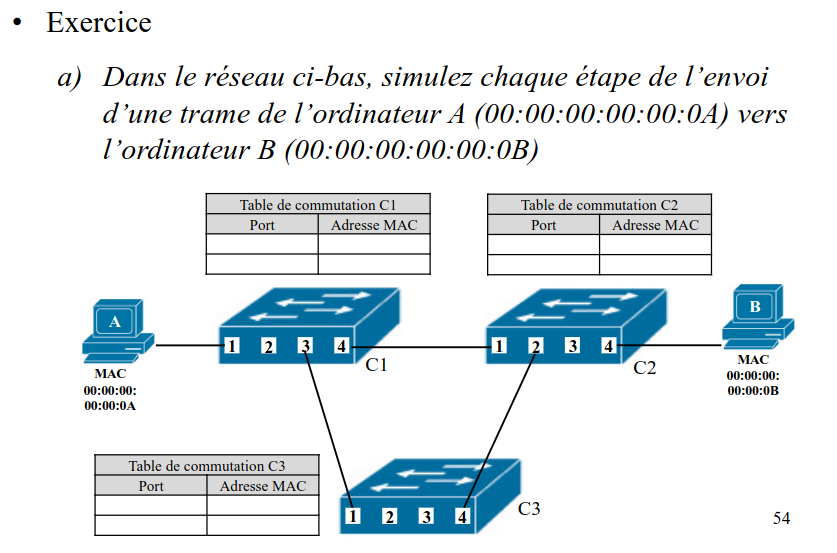 • Exercice
a) Dans le réseau ci-bas, simulez chaque étape de l’envoi
d’une trame de l’ordinateur A (00:00:00:00:00:0A) vers
l’ordinateur B (00:00:00:00:00:0B)
Table de commutation C1
Port Adresse MAC
Table de commutation C2
Port Adresse MAC
A
MAC
00:00:00:
00:00:0A
1 2 3 4
C1
1 2 3 4
C2
B
MAC
00:00:00:
00:00:0B
Table de commutation C3
Port Adresse MAC
1 2 3 4
C3
54